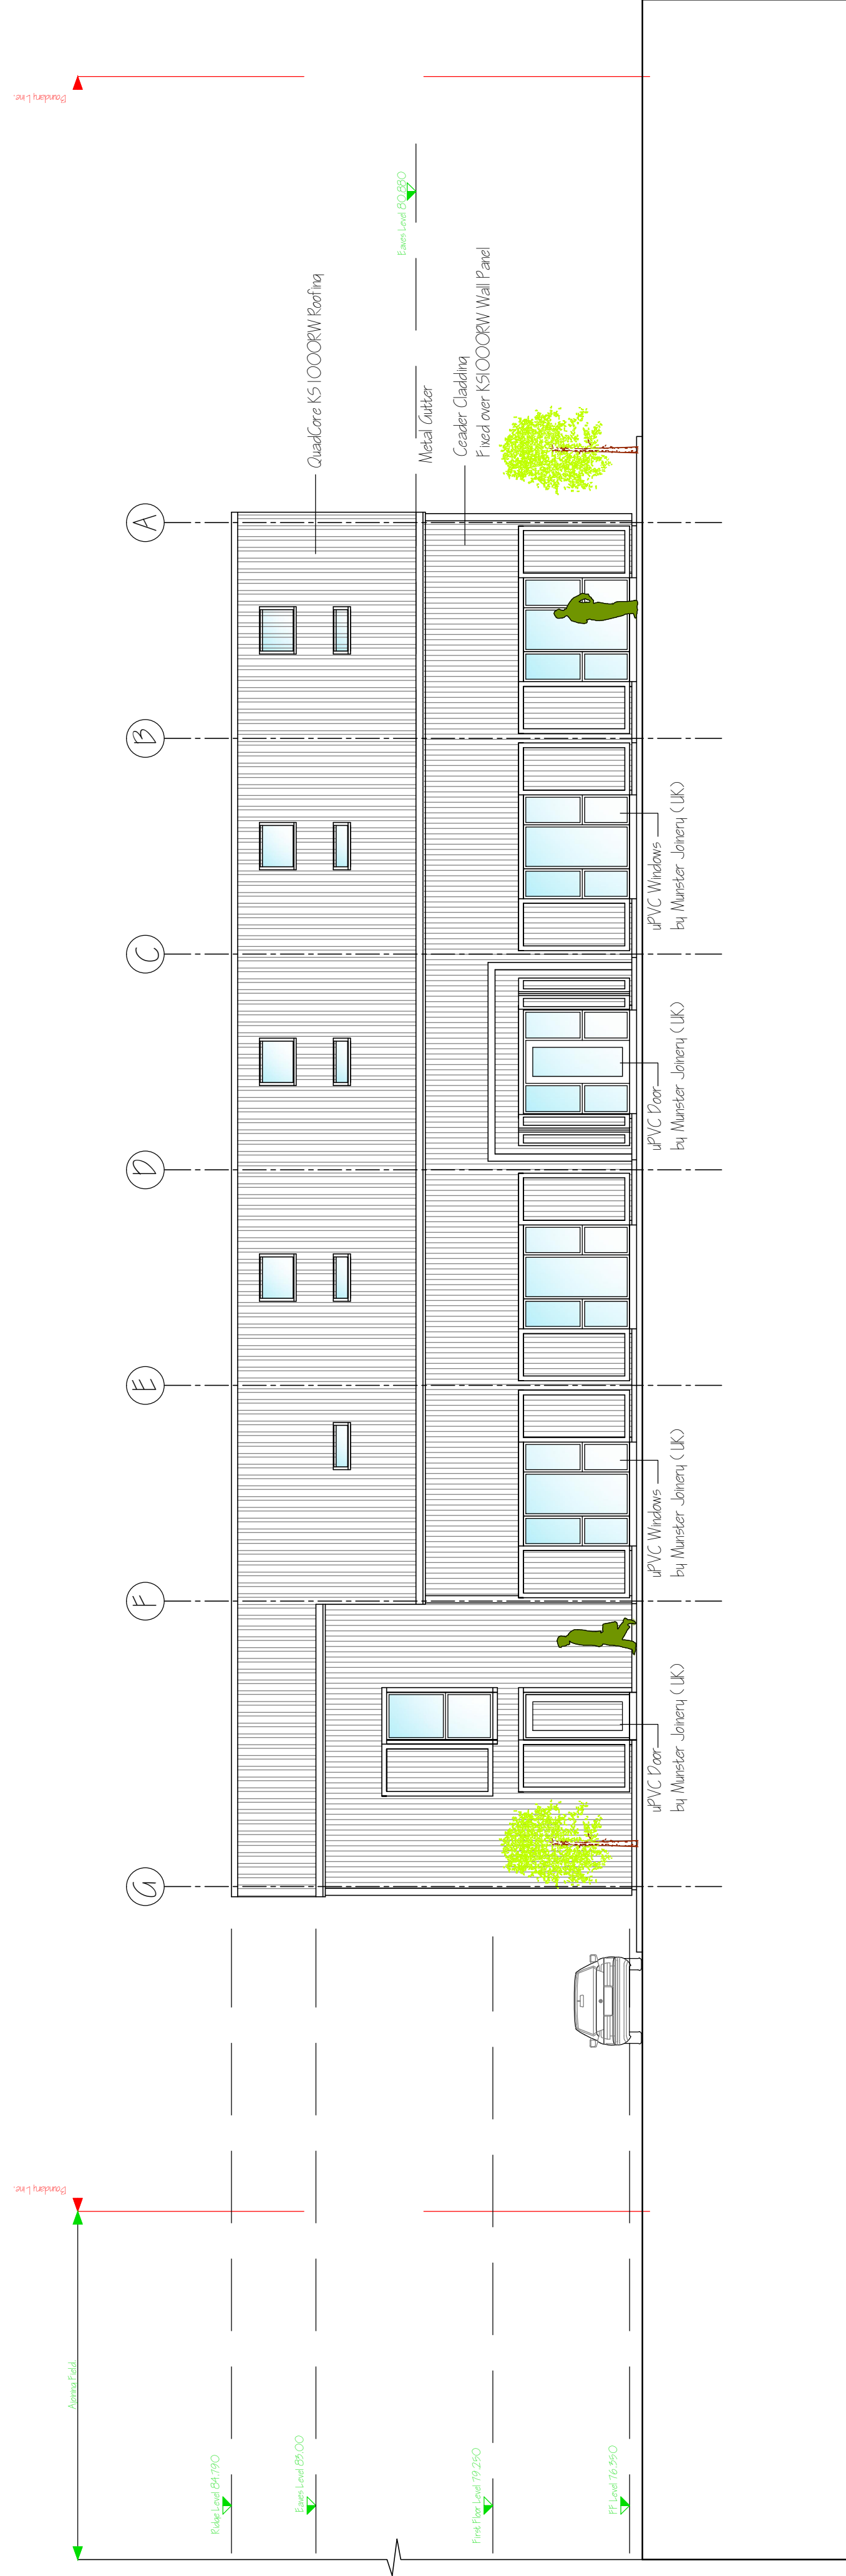 Boundary Line.
Eaves Level 80.880
QuadCore KS1000RW Roofing
Metal Gutter
Ceader Cladding
Fixed over KS1000RW Wall Panel
A
B
C
D
E
F
G
uPVC Windows
by Munster Joinery (UK)
uPVC Door
by Munster Joinery (UK)
uPVC Windows
by Munster Joinery (UK)
uPVC Door
by Munster Joinery (UK)
Boundary Line.
Ridge Level 84.790
Eaves Level 83.00
First Floor Level 79.250
FF Level 76.350